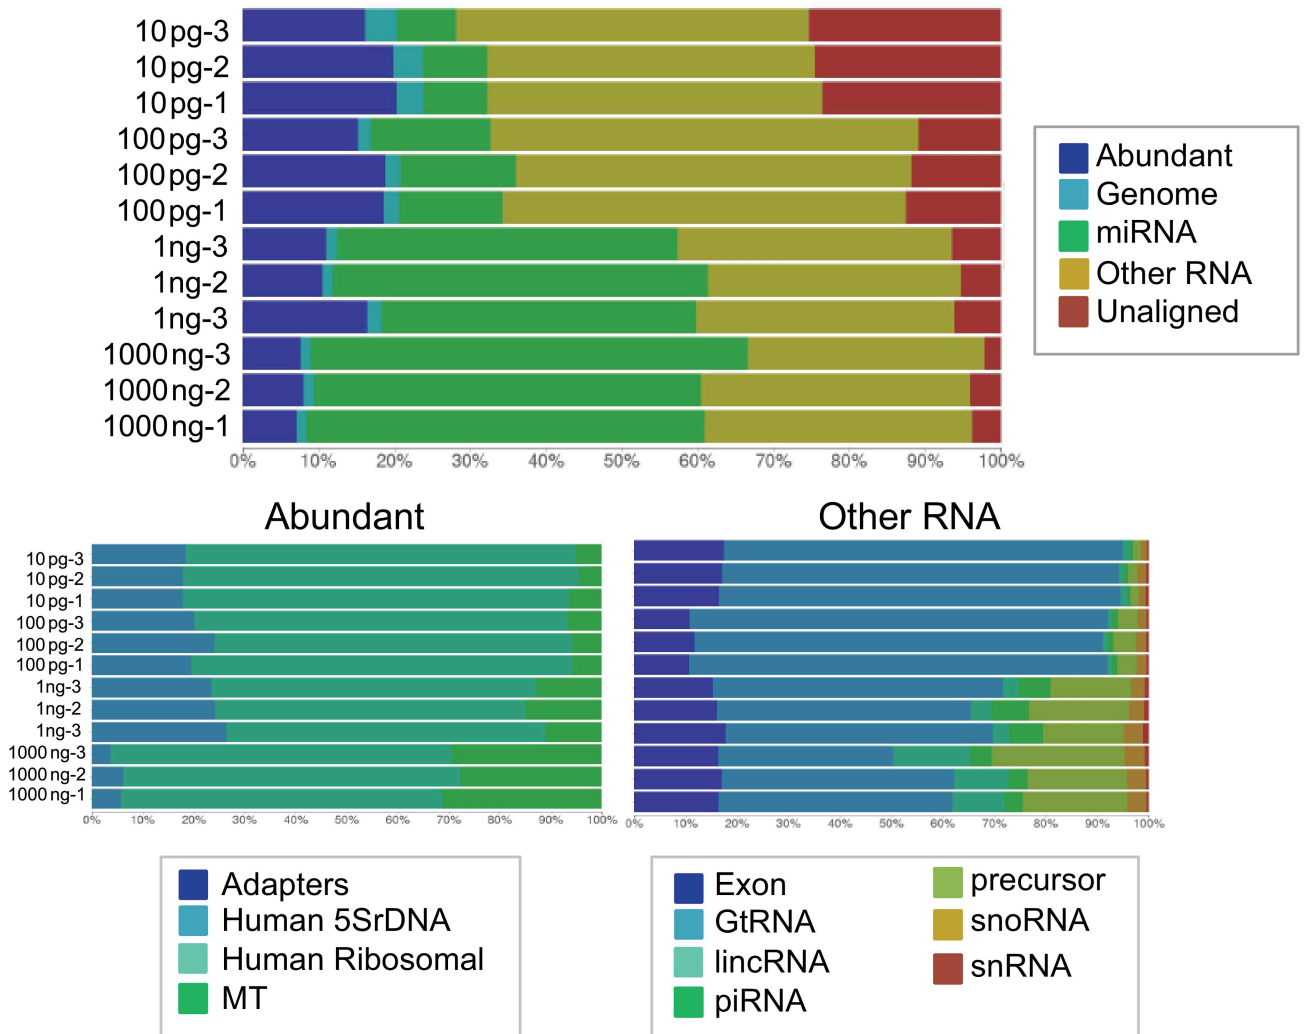 10pg-3
10pg-2
10pg-1
100pg-3
100pg-2
100pg-1
1ng-3
1ng-2
1ng-3
1000ng-3
1000ng-2
1000ng-1
0% 10% 20% 30% 40% 50% 60% 70% 80% 90% 100%
Abundant
Genome
miRNA
Other RNA
Unaligned
Abundant
10pg-3
10pg-2
10pg-1
100pg-3
100pg-2
100pg-1
1ng-3
1ng-2
1ng-3
1000ng-3
1000ng-2
1000ng-1
0% 10% 20% 30% 40% 50% 60% 70% 80% 90% 100%
Adapters
Human 5SrDNA
Human Ribosomal
MT
Other RNA
0% 10% 20% 30% 40% 50% 60% 70% 80% 90% 100%
Exon
GtRNA
lincRNA
piRNA
precursor
snoRNA
snRNA